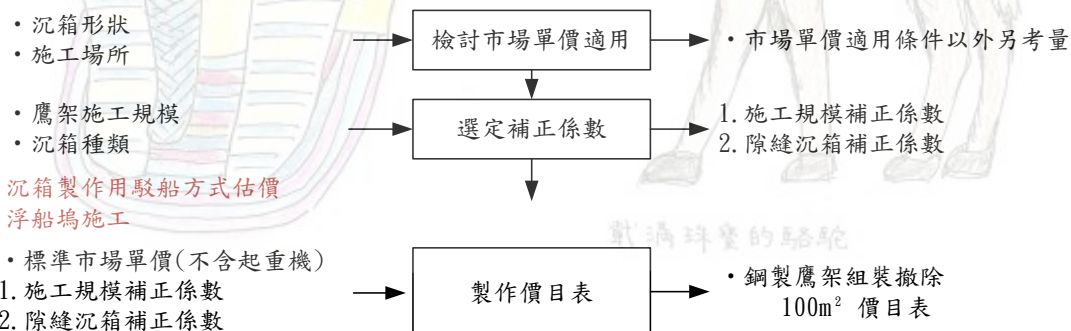 ・沉箱形狀
・施工場所
檢討市場單價適用
・市場單價適用條件以外另考量
・鷹架施工規模
・沉箱種類
選定補正係數
1.施工規模補正係數
2.隙縫沉箱補正係數
沉箱製作用駁船方式估價
浮船塢施工
戴滿珠寶的駱駝
・標準市場單價(不含起重機)
1.施工規模補正係數
2.隙縫沉箱補正係數
製作價目表
・鋼製鷹架組裝撤除
100m² 價目表